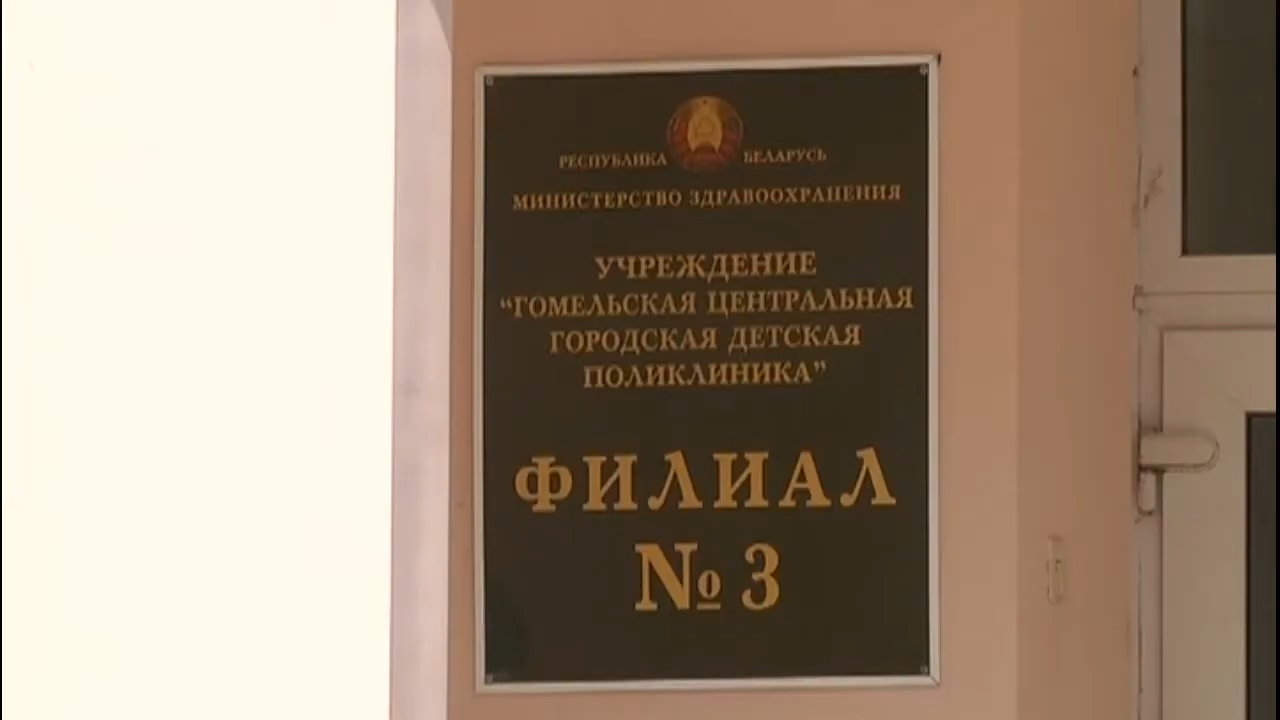 РЕСПУБЛИКА БЕЛАРУСЬ
МИНИСТЕРСТВО ЗДРАВООХРАНЕНИЯ
УЧРЕЖДЕНИЕ
“ГОМЕЛЬСКАЯ ЦЕНТРАЛЬНАЯ
ГОРОДСКАЯ ДЕТСКАЯ
ПОЛИКЛИНИКА”
ФИЛИАЛ
№ 3